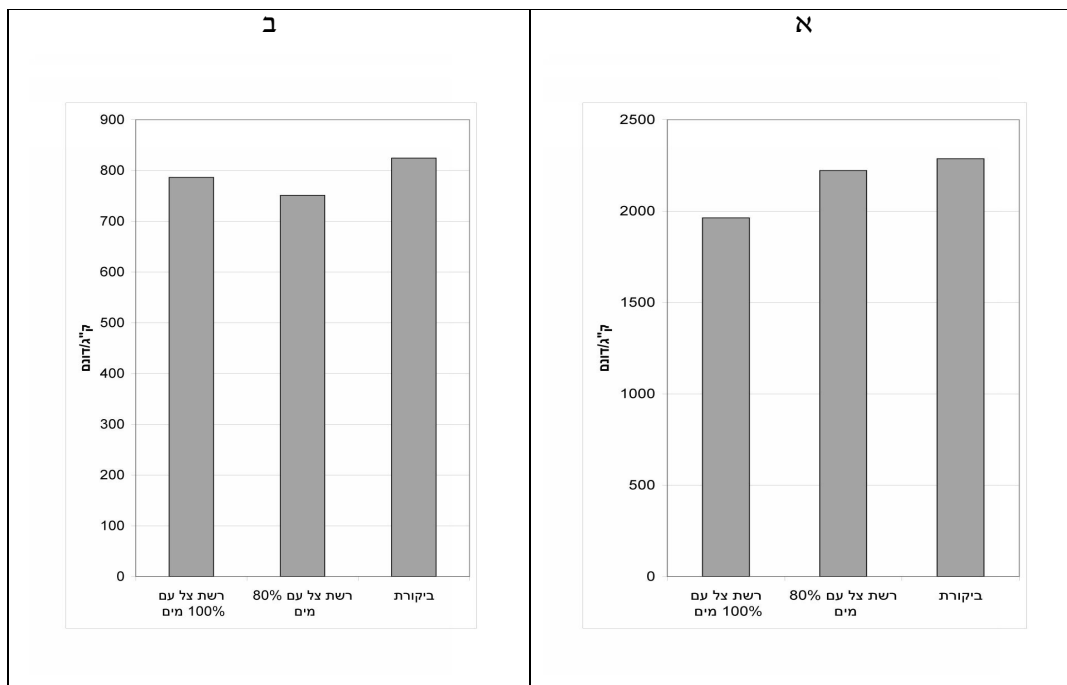 א
2500
2000
1500
1000
500
0
ק"ג/דונם
ביקורת
רשת צל עם 80%
מים
רשת צל עם
100% מים
ב
900
800
700
600
500
400
300
200
100
0
ק"ג/דונם
ביקורת
רשת צל עם 80%
מים
רשת צל עם
100% מים